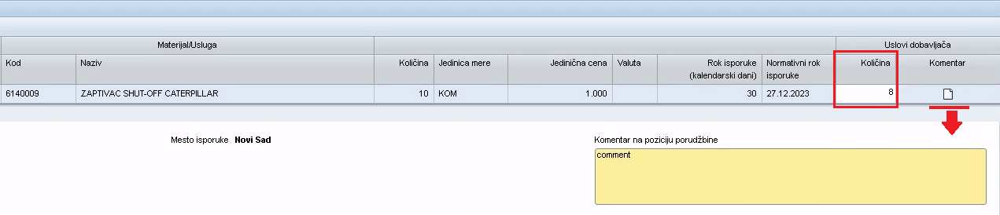 Materijal/Usluga Uslovi dobavljača
Kod Naziv Količina Jedinica mere Jedinična cena Valuta Rok isporuke Normativni rok Količina Komentar
(kalendarski dani) isporuke
6140009 ZAPTIVAC SHUT-OFF CATERPILLAR 10 KOM 1.000 30 27.12.2023 8
Mesto isporuke Novi Sad Komentar na poziciju porudžbine
comment